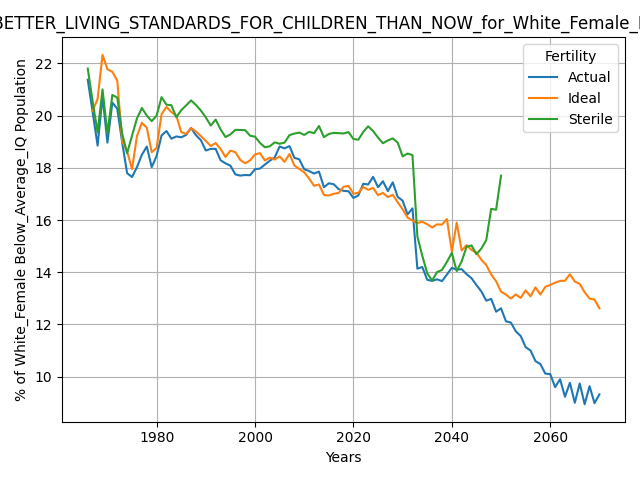 BETTER_LIVING_STANDARDS_FOR_CHILDREN_THAN_NOW_for_White_Female_
Fertility
Actual
Ideal
Sterile
% of White_Female Below_Average_IQ Population
22
20
18
16
14
12
10
1980
2000
2020
2040
2060
Years